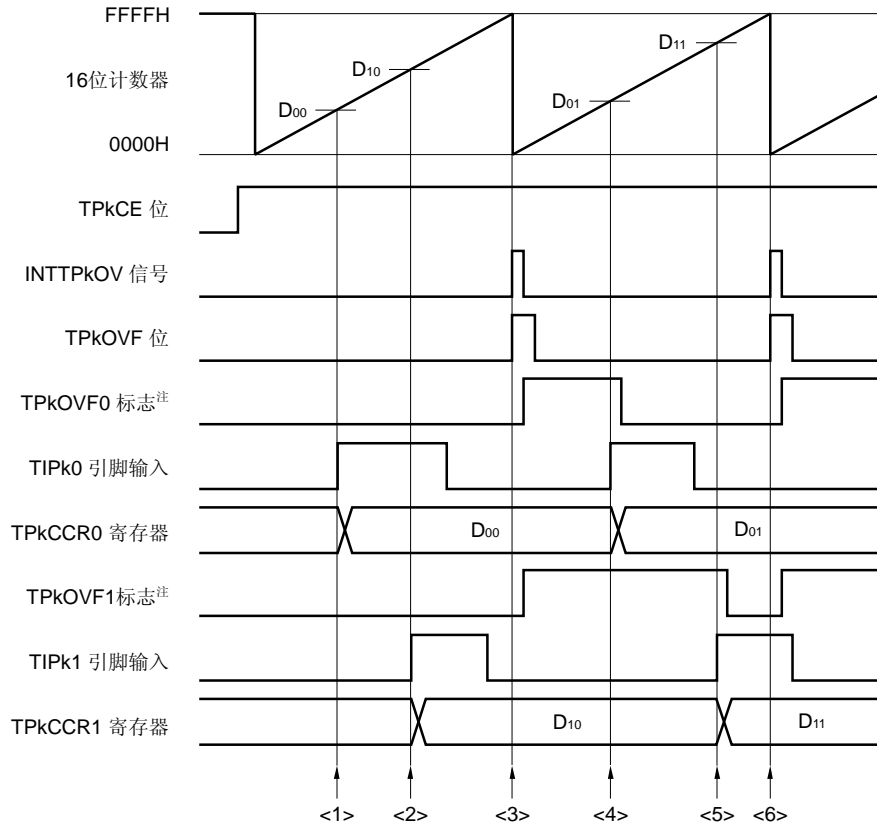 FFFFH
D11
D10
16位计数器
D00
D01
0000H
TPkCE 位
INTTPkOV 信号
TPkOVF 位
TPkOVF0 标志注
TIPk0 引脚输入
TPkCCR0 寄存器
D00
D01
TPkOVF1标志注
TIPk1 引脚输入
TPkCCR1 寄存器
D10
D11
<1> <2> <3> <4> <5> <6>